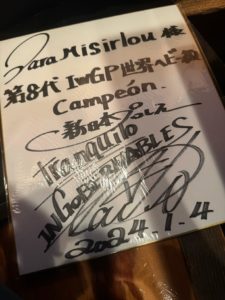 Para Misirlou 様
第8代 IWGP世界ヘビー級
Campeón.
新日本プロレス
Tranquilo
INGOBERNABLES
2024.1.4